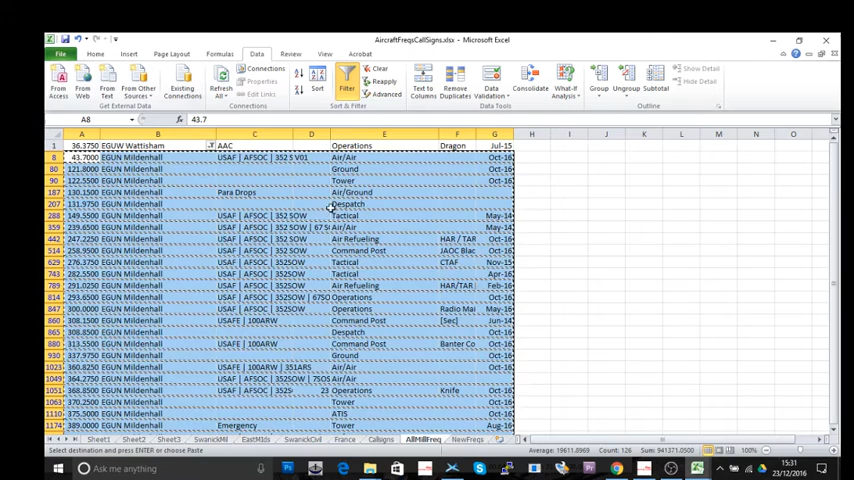 AircraftFreqsCallSigns.xlsx - Microsoft Excel
File Home Insert Page Layout Formulas Data Review View Acrobat
From Access From Web From Text From Other Sources Existing Connections Refresh All Connections Properties Edit Links Sort Filter Clear Reapply Advanced Text to Columns Remove Duplicates Data Validation Consolidate What-If Analysis Group Ungroup Subtotal Show Detail Hide Detail
Get External Data Connections Sort & Filter Data Tools Outline
A8 43.7
A B C D E F G H I J K L M N O
1 36.3750 EGUW Wattisham AAC Operations Dragon Jul-15
8 43.7000 EGUN Mildenhall USAF | AFSOC | 352 S V01 Air/Air Oct-16
80 121.8000 EGUN Mildenhall Ground Oct-16
90 122.5500 EGUN Mildenhall Tower Oct-16
187 130.1500 EGUN Mildenhall Para Drops Air/Ground
207 131.9750 EGUN Mildenhall Despatch
288 149.5500 EGUN Mildenhall USAF | AFSOC | 352 SOW Tactical May-14
359 239.6500 EGUN Mildenhall USAF | AFSOC | 352 SOW | 67 S Air/Air May-14
442 247.2250 EGUN Mildenhall USAF | AFSOC | 352 SOW Air Refueling HAR / TAR Oct-16
514 253.9500 EGUN Mildenhall USAF | AFSOC | 352 SOW Command Post JAOC Blac Oct-16
629 276.3750 EGUN Mildenhall USAF | AFSOC | 352SOW Tactical CTAF Nov-15
743 282.5500 EGUN Mildenhall USAF | AFSOC | 352SOW Tactical Apr-16
789 291.0250 EGUN Mildenhall USAF | AFSOC | 352SOW Air Refueling HAR/TAR Feb-16
814 293.6500 EGUN Mildenhall USAF | AFSOC | 352SOW | 67SO Operations Oct-16
847 300.0000 EGUN Mildenhall USAF | AFSOC | 352SOW Operations Radio Mai May-16
860 308.1500 EGUN Mildenhall USAFE | 100ARW Command Post [Sec] Jun-14
865 308.8500 EGUN Mildenhall Despatch Oct-16
880 313.5500 EGUN Mildenhall USAFE | 100ARW Command Post Banter Co Oct-16
930 337.9750 EGUN Mildenhall Ground Oct-16
1023 360.8250 EGUN Mildenhall USAFE | 100ARW | 351ARS Air/Air Oct-16
1049 364.2750 EGUN Mildenhall USAF | AFSOC | 352SOW | 7SOS Air/Air Oct-16
1051 368.8500 EGUN Mildenhall USAF | AFSOC | 352S Operations Knife Oct-16
1063 370.2500 EGUN Mildenhall Tower Oct-16
1110 375.5000 EGUN Mildenhall ATIS Oct-16
1174 389.0000 EGUN Mildenhall Emergency Tower Aug-16
Sheet1 Sheet2 Sheet3 SwanickMil EastMIds SwanickCivil France Callsigns AllMilFreq NewFreqs
Select destination and press ENTER or choose Paste Average: 19611.8969 Count: 126 Sum: 941371.0500 100%
Ask me anything 15:31
23/12/2016